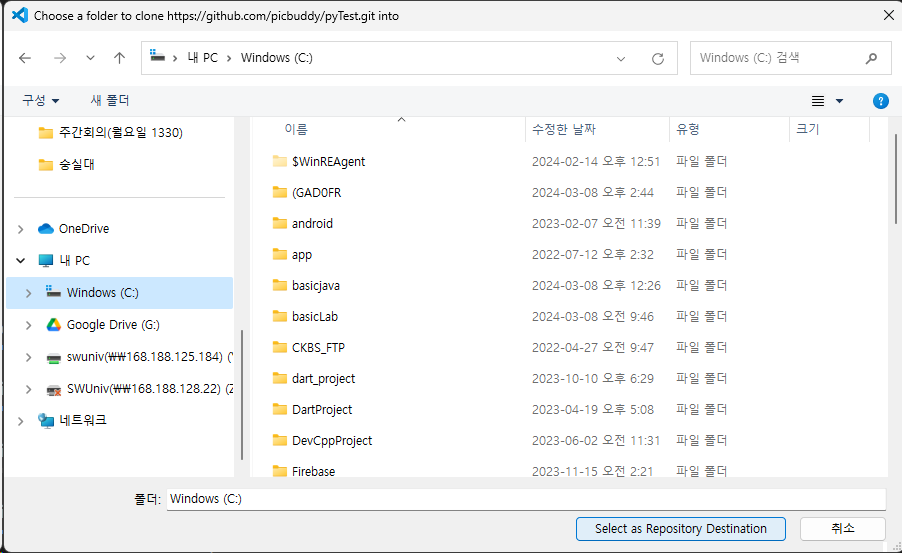 Choose a folder to clone https://github.com/picbuddy/pyTest.git into
내 PC > Windows (C:)
Windows (C:) 검색
구성 새 폴더
주간회의(월요일 1330)
숭실대
OneDrive
내 PC
Windows (C:)
Google Drive (G:)
swuniv(₩₩168.188.125.184) (
SWUniv(₩₩168.188.128.22) (Z
네트워크
이름 수정한 날짜 유형 크기
$WinREAgent 2024-02-14 오후 12:51 파일 폴더
(GAD0FR 2024-03-08 오후 2:44 파일 폴더
android 2023-02-07 오전 11:39 파일 폴더
app 2022-07-12 오후 2:32 파일 폴더
basicjava 2024-03-08 오후 12:26 파일 폴더
basicLab 2024-03-08 오전 9:46 파일 폴더
CKBS_FTP 2022-04-27 오전 9:47 파일 폴더
dart_project 2023-10-10 오후 6:29 파일 폴더
DartProject 2023-04-19 오후 5:08 파일 폴더
DevCppProject 2023-06-02 오전 11:31 파일 폴더
Firebase 2023-11-15 오전 2:21 파일 폴더
폴더: Windows (C:)
Select as Repository Destination 취소